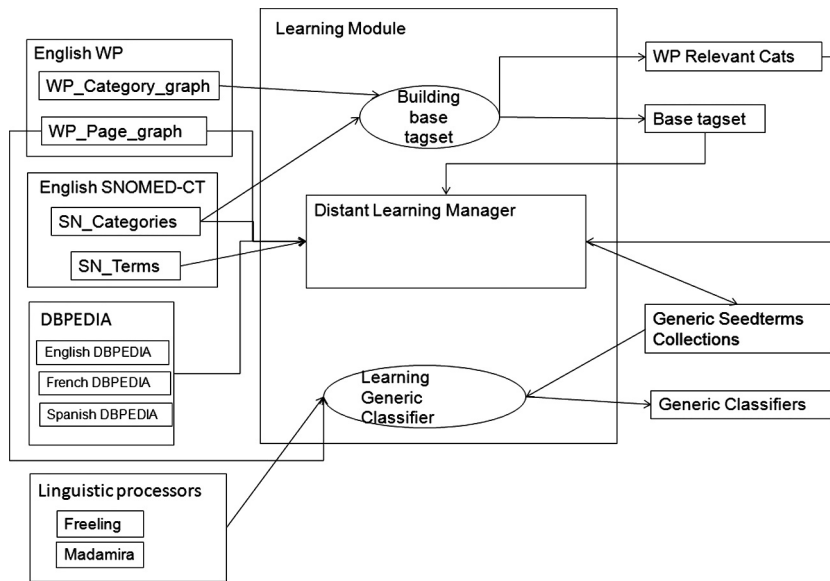 Learning Module
English WP
WP_Category_graph
WP_Page_graph
Building
base
tagset
WP Relevant Cats
Base tagset
English SNOMED-CT
SN_Categories
SN_Terms
Distant Learning Manager
DBPEDIA
English DBPEDIA
French DBPEDIA
Spanish DBPEDIA
Generic Seedterms
Collections
Learning
Generic
Classifier
Generic Classifiers
Linguistic processors
Freeling
Madamira